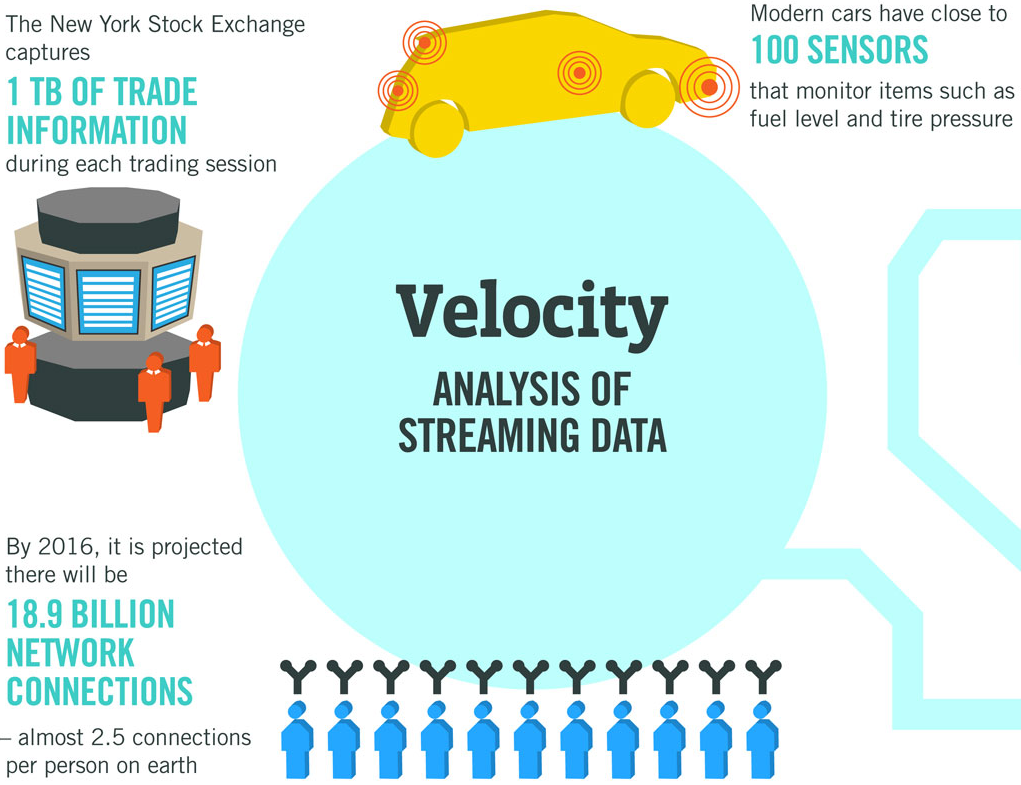 The New York Stock Exchange
captures
1 TB OF TRADE
INFORMATION
during each trading session
Modern cars have close to
100 SENSORS
that monitor items such as
fuel level and tire pressure
Velocity
ANALYSIS OF
STREAMING DATA
By 2016, it is projected
there will be
18.9 BILLION
NETWORK
CONNECTIONS
– almost 2.5 connections
per person on earth